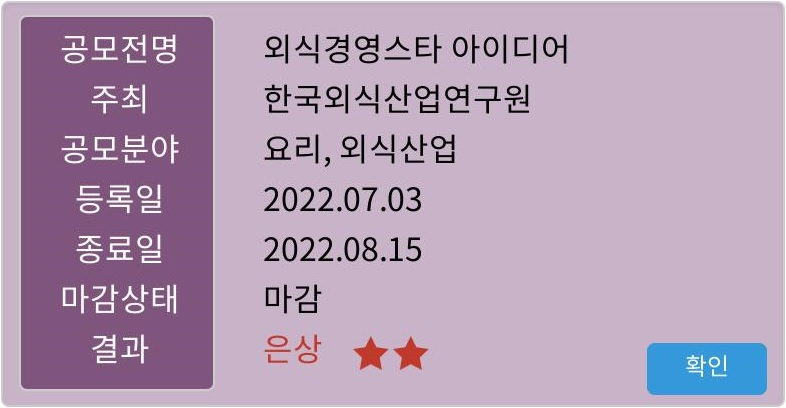 공모전명 외식경영스타 아이디어
주최 한국외식산업연구원
공모분야 요리, 외식산업
등록일 2022.07.03
종료일 2022.08.15
마감상태 마감
결과 은상 ★★
확인